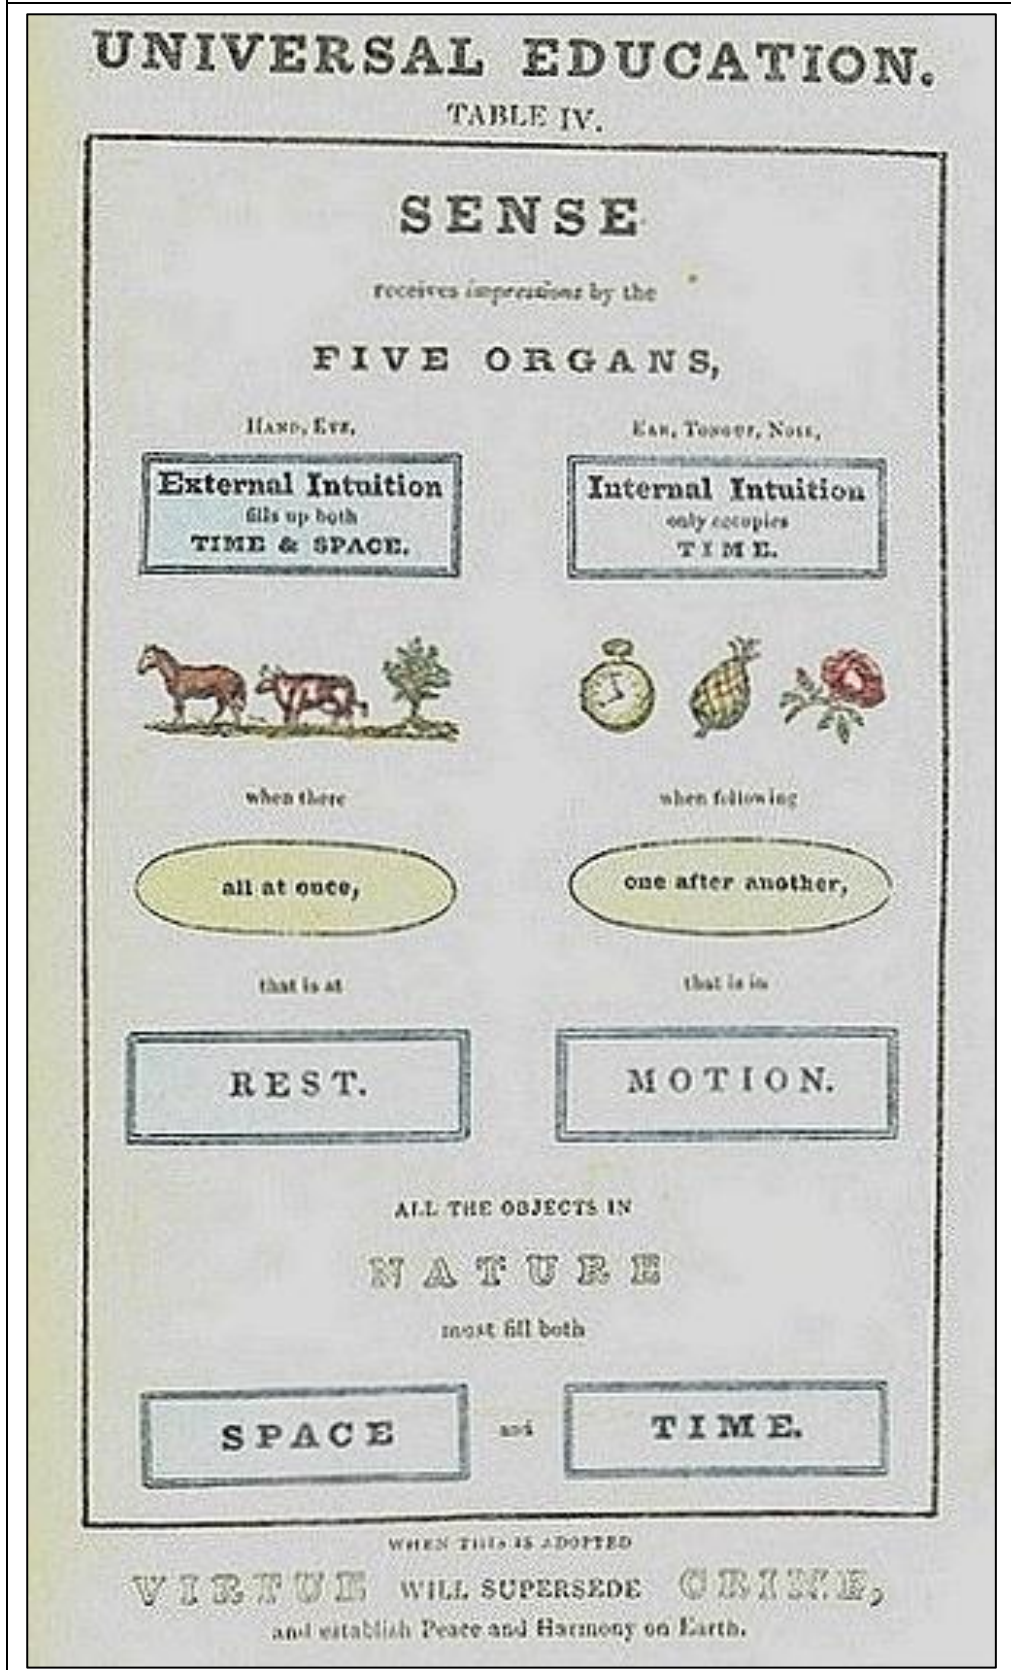 UNIVERSAL EDUCATION.
TABLE IV.
SENSE
receives impressions by the
FIVE ORGANS,
HAND, EYE,
External Intuition
fills up both
TIME & SPACE.
EAR, TONGUE, NOSE,
Internal Intuition
only occupies
TIME.
when there
all at once,
that is at
REST.
when following
one after another,
that is in
MOTION.
ALL THE OBJECTS IN
NATURE
must fill both
SPACE and TIME.
WHEN THIS IS ADOPTED
VIRTUE WILL SUPERSEDE CRIME,
and establish Peace and Harmony on Earth.